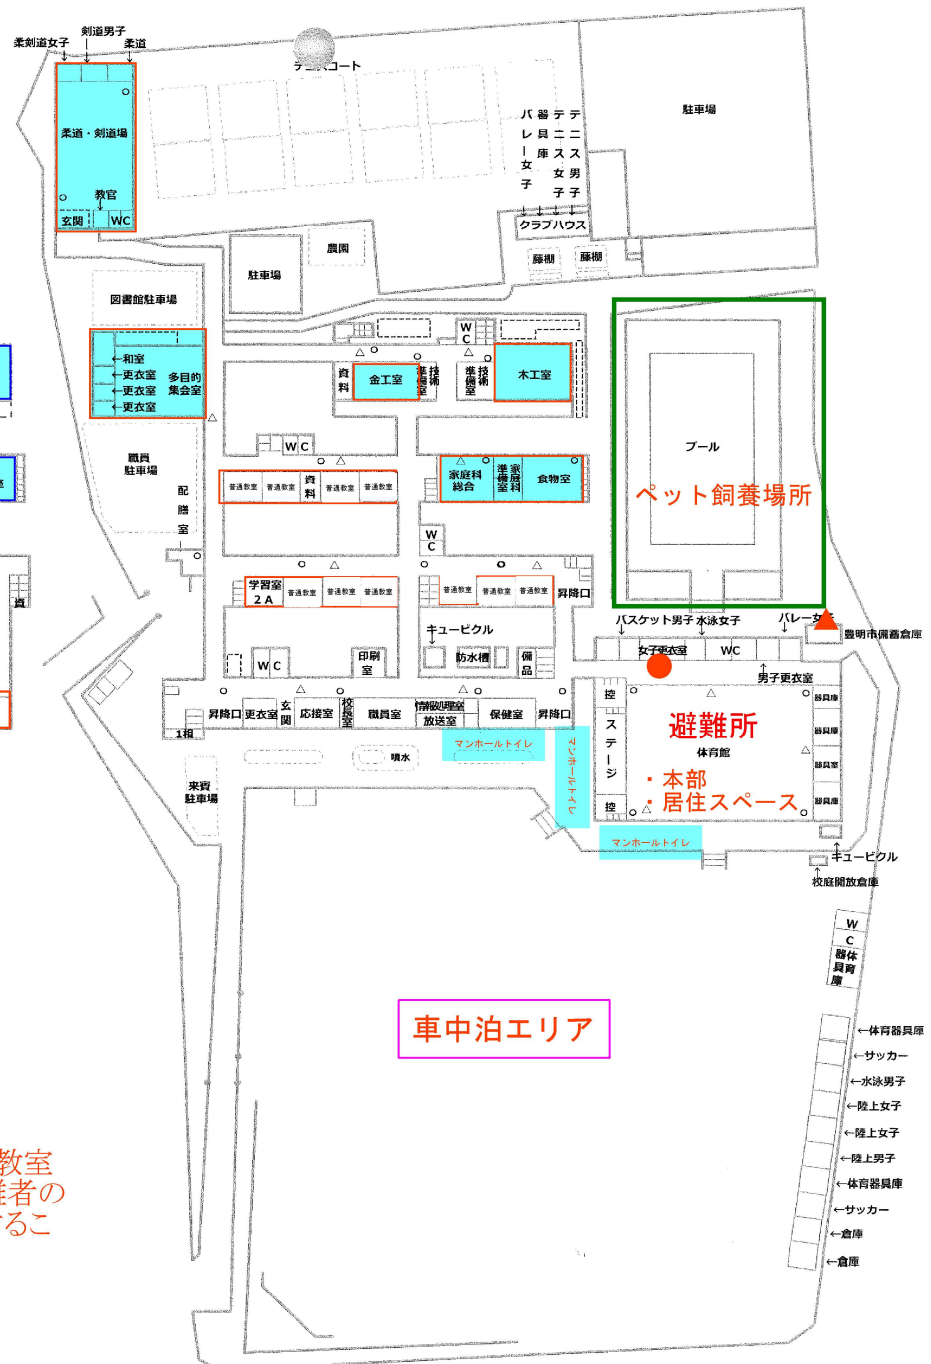 柔剣道女子
剣道男子
柔道
テニスコート
柔道・剣道場
教官
玄関
WC
バレー女子
器具庫
テニス女子
テニス男子
クラブハウス
駐車場
藤棚
藤棚
農園
駐車場
図書館駐車場
←和室
←更衣室
←更衣室
←更衣室
多目的
集会室
職員
駐車場
配膳室
資料
金工室
技術
準備室
WC
技術
準備室
木工室
プール
ペット飼養場所
WC
普通教室
普通教室
資料
普通教室
普通教室
家庭科
総合
家庭科
準備室
食物室
WC
学習室
2A
普通教室
普通教室
普通教室
普通教室
普通教室
普通教室
昇降口
キュービクル
防水槽
備品
WC
印刷室
バスケット男子
水泳女子
バレー女子
豊明市備蓄倉庫
女子更衣室
WC
男子更衣室
昇降口
更衣室
玄関
応接室
校長室
職員室
情報処理室
放送室
保健室
昇降口
1相
噴水
来賓
駐車場
マンホールトイレ
マンホールトイレ
マンホールトイレ
控
ステージ
控
避難所
体育館
・本部
・居住スペース
器具庫
器具庫
器具室
器具庫
キュービクル
校庭開放倉庫
WC
体育
器具庫
車中泊エリア
←体育器具庫
←サッカー
←水泳男子
←陸上女子
←陸上女子
←陸上男子
←体育器具庫
←サッカー
←倉庫
←倉庫
資
室
教室
難者の
するこ